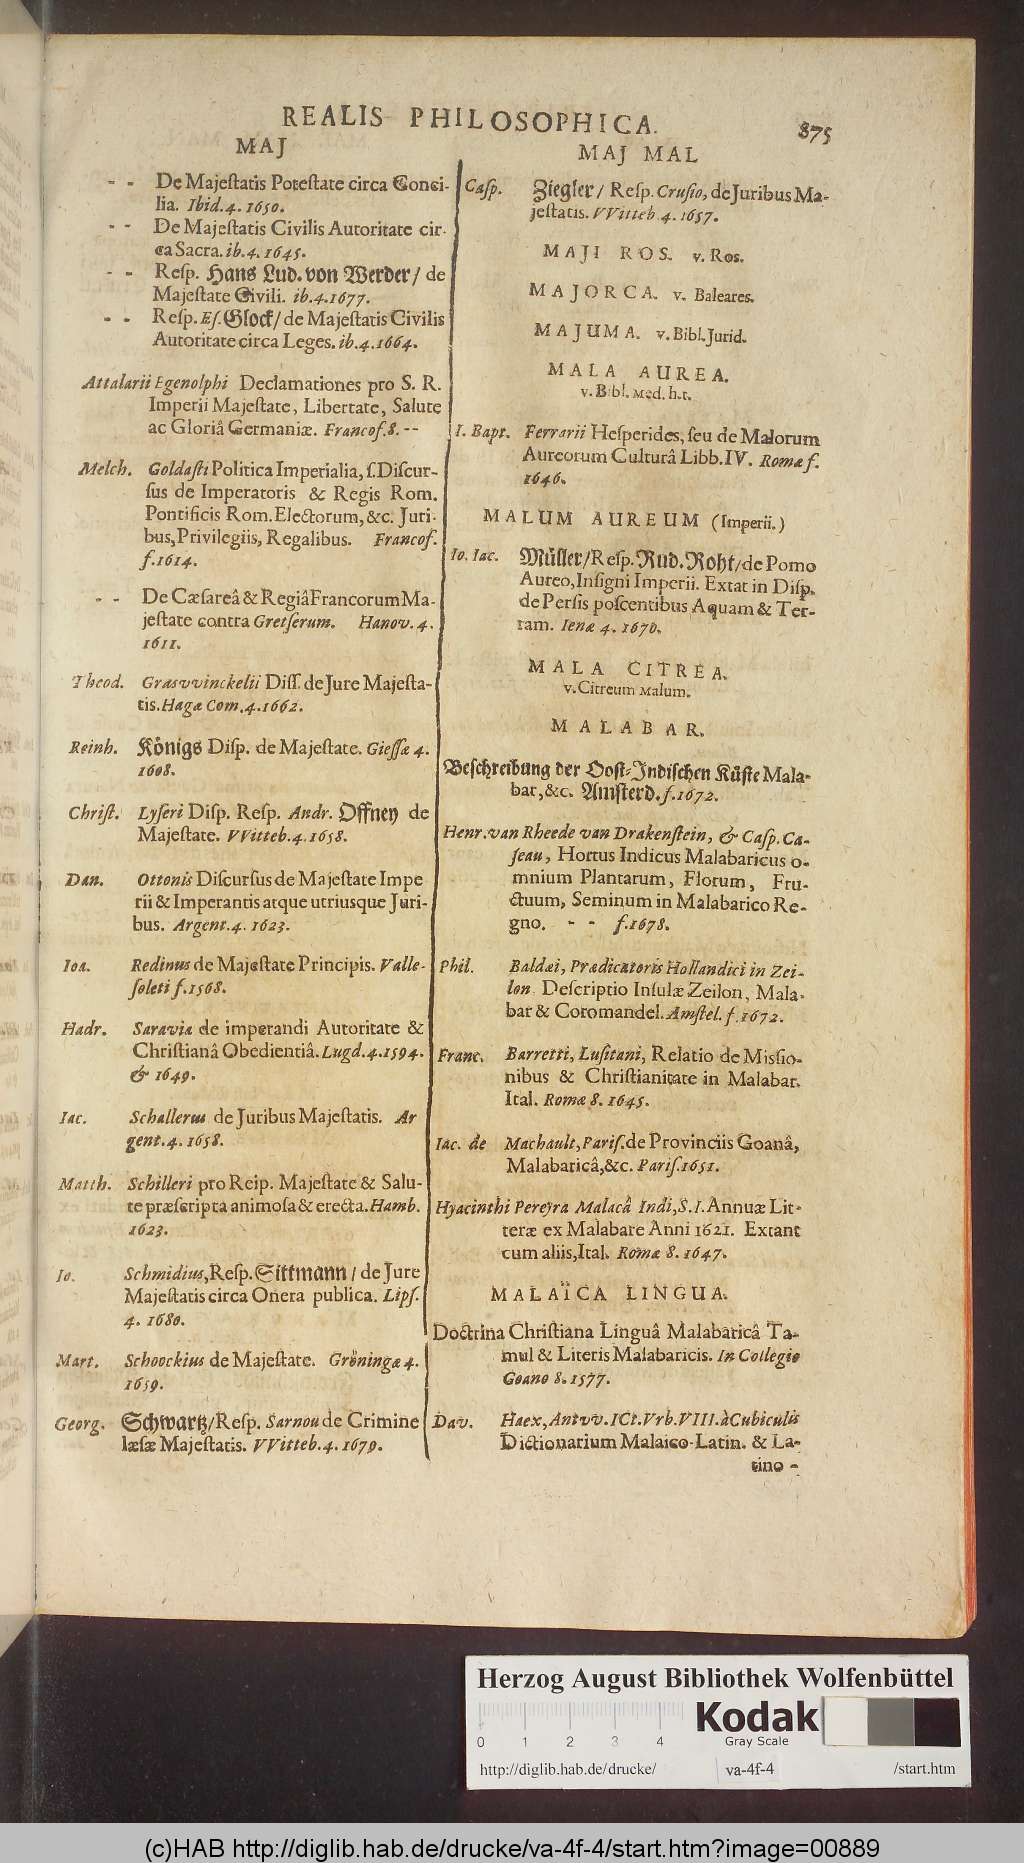 REALIS PHILOSOPHICA. 875
MAJ
- - De Majeſtatis Poteſtate circa Conci-
lia. Ibid. 4. 1650.
- - De Majeſtatis Civilis Autoritate cir-
ca Sacra. ib. 4. 1645.
- - Reſp. Hans Lud. von Werder / de
Majeſtate Civili. ib. 4. 1677.
- - Reſp. Eſ. Glock / de Majeſtatis Civilis
Autoritate circa Leges. ib. 4. 1664.
Attalarii Egenolphi Declamationes pro S. R.
Imperii Majeſtate, Libertate, Salute
ac Gloriâ Germaniæ. Francof. 8. - -
Melch. Goldaſti Politica Imperialia, ſ. Diſcur-
ſus de Imperatoris & Regis Rom.
Pontificis Rom. Electorum, &c. Juri-
bus, Privilegiis, Regalibus. Francof.
f. 1614.
- - De Cæſareâ & Regiâ Francorum Ma-
jeſtate contra Gretſerum. Hanov. 4.
1611.
Theod. Grasvvinckelii Diſſ. de Jure Majeſta-
tis. Hagæ Com. 4. 1662.
Reinh. Königs Diſp. de Majeſtate. Gieſſæ 4.
1608.
Chriſt. Lyſeri Diſp. Reſp. Andr. Offney de
Majeſtate. VVitteb. 4. 1658.
Dan. Ottonis Diſcurſus de Majeſtate Impe
rii & Imperantis atque utriusque Juri-
bus. Argent. 4. 1623.
Ioa. Redinus de Majeſtate Principis. Valle-
ſoleti f. 1568.
Hadr. Saravia de imperandi Autoritate &
Chriſtianâ Obedientiâ. Lugd. 4. 1594.
& 1649.
Iac. Schallerus de Juribus Majeſtatis. Ar
gent. 4. 1658.
Matth. Schilleri pro Reip. Majeſtate & Salu-
te præſcripta animoſa & erecta. Hamb.
1623.
Io. Schmidius, Reſp. Sittmann / de Jure
Majeſtatis circa Onera publica. Lipſ.
4. 1680.
Mart. Schoockius de Majeſtate. Gröningæ 4.
1659.
Georg. Schwartz / Reſp. Sarnou de Crimine
læſæ Majeſtatis. VVitteb. 4. 1679.
MAJ MAL
Caſp. Ziegler / Reſp. Cruſio, de Juribus Ma-
jeſtatis. VVitteb. 4. 1657.
MAJI ROS. v. Ros.
MAJORCA. v. Baleares.
MAJUMA. v. Bibl. Jurid.
MALA AUREA.
v. Bibl. Med. h. t.
I. Bapt. Ferrarii Heſperides, ſeu de Malorum
Aureorum Culturâ Libb. IV. Romæ f.
1646.
MALUM AUREUM (Imperii.)
Io. Iac. Müller / Reſp. Rud. Roht / de Pomo
Aureo, Inſigni Imperii. Extat in Diſp.
de Perſis poſcentibus Aquam & Ter-
ram. Ienæ 4. 1670.
MALA CITREA.
v. Citreum Malum.
MALABAR.
Beſchreibung der Ooſt-Indiſchen Küſte Mala-
bar, &c. Amſterd. f. 1672.
Henr. van Rheede van Drakenſtein, & Caſp. Ca-
ſeau, Hortus Indicus Malabaricus o-
mnium Plantarum, Florum, Fru-
ctuum, Seminum in Malabarico Re-
gno. - - f. 1678.
Phil. Baldæi, Prædicatoris Hollandici in Zei-
lon Deſcriptio Inſulæ Zeilon, Mala-
bar & Coromandel. Amſtel. f. 1672.
Franc. Barretti, Luſitani, Relatio de Miſſio-
nibus & Chriſtianitate in Malabar.
Ital. Romæ 8. 1645.
Iac. de Machault, Pariſ. de Provinciis Goanâ,
Malabaricâ, &c. Pariſ. 1651.
Hyacinthi Pereyra Malacâ Indi, S. I. Annuæ Lit-
teræ ex Malabare Anni 1621. Extant
cum aliis, Ital. Romæ 8. 1647.
MALAÏCA LINGUA.
Doctrina Chriſtiana Linguâ Malabaricâ Ta-
mul & Literis Malabaricis. In Collegio
Goano 8. 1577.
Dav. Haex, Antvv. ICt. Vrb. VIII. à Cubiculis
Dictionarium Malaico-Latin. & La-
tino -
Herzog August Bibliothek Wolfenbüttel
Kodak
0 1 2 3 4 Gray Scale
http://diglib.hab.de/drucke/ va-4f-4 /start.htm
(c)HAB http://diglib.hab.de/drucke/va-4f-4/start.htm?image=00889